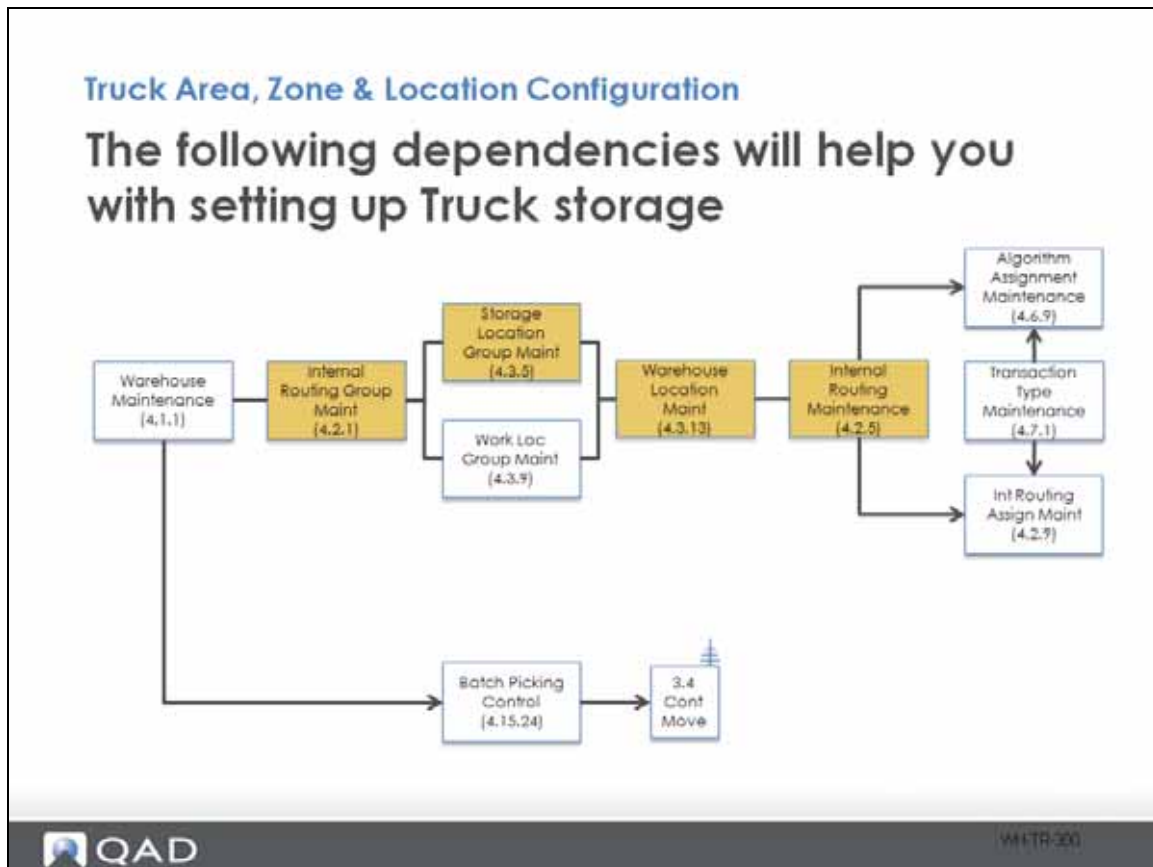 Truck Area, Zone & Location Configuration
The following dependencies will help you
with setting up Truck storage
Algorithm
Assignment
Maintenance
(4.6.9)
Storage
Location
Group Maint
(4.3.5)
Warehouse
Maintenance
(4.1.1)
Internal
Routing Group
Maint
(4.2.1)
Warehouse
Location
Maint
(4.3.13)
Internal
Routing
Maintenance
(4.2.5)
Transaction
Type
Maintenance
(4.7.1)
Work Loc
Group Maint
(4.3.9)
Int Routing
Assign Maint
(4.2.9)
Batch Picking
Control
(4.15.24)
3.4
Cont
Move
QAD
WH-TR-300